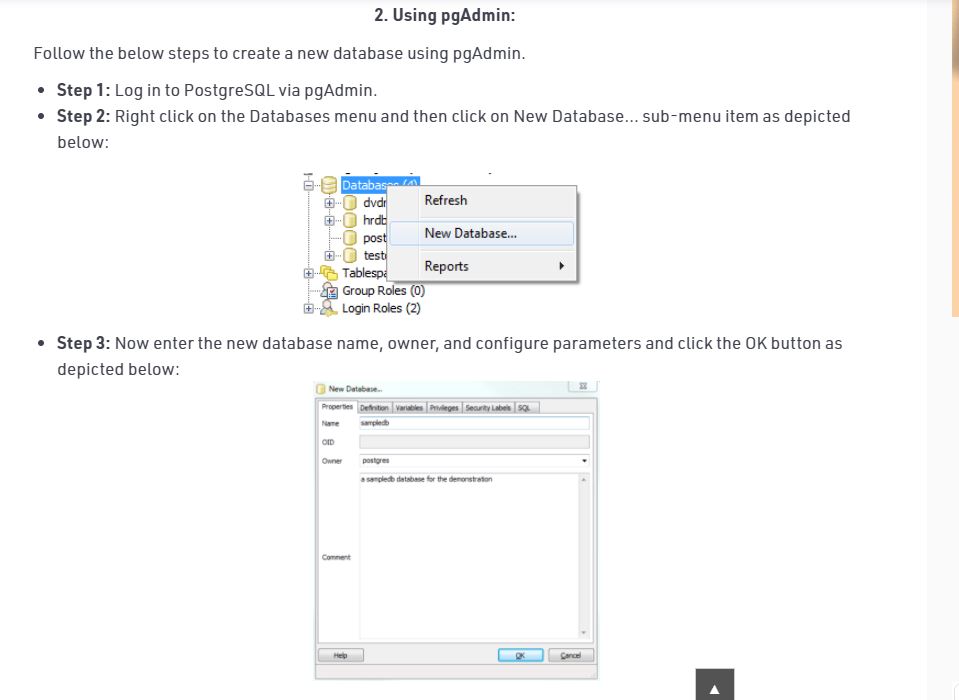 2. Using pgAdmin:
Follow the below steps to create a new database using pgAdmin.
• Step 1: Log in to PostgreSQL via pgAdmin.
• Step 2: Right click on the Databases menu and then click on New Database… sub-menu item as depicted
below:
Databases (4)
dvdr
Refresh
hrdb
New Database...
post
test
Reports
Tablespa
Group Roles (0)
Login Roles (2)
• Step 3: Now enter the new database name, owner, and configure parameters and click the OK button as
depicted below:
New Database...
Properties Definition Variables Privileges Security Labels SQL
Name sampledb
OID
Owner postgres
a sampledb database for the demonstration
Comment
Help OK Cancel